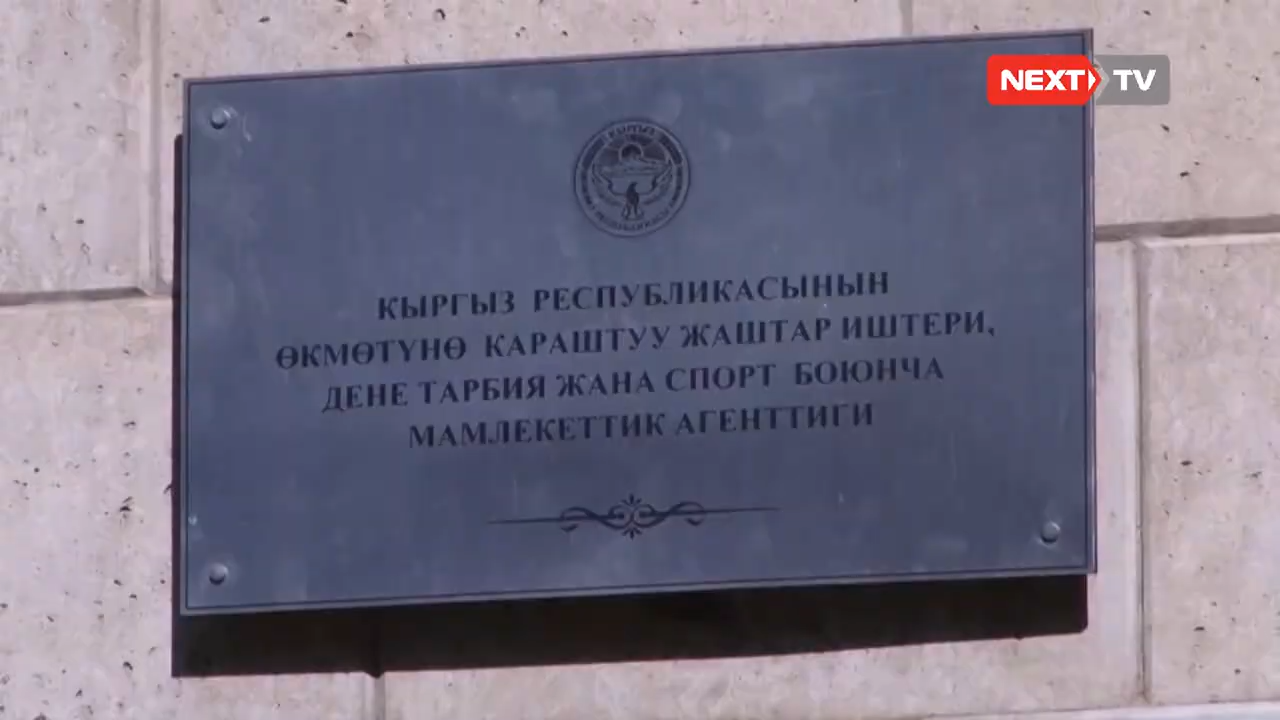 NEXT TV
КЫРГЫЗ РЕСПУБЛИКАСЫНЫН
ӨКМӨТҮНӨ КАРАШТУУ ЖАШТАР ИШТЕРИ,
ДЕНЕ ТАРБИЯ ЖАНА СПОРТ БОЮНЧА
МАМЛЕКЕТТИК АГЕНТТИГИ